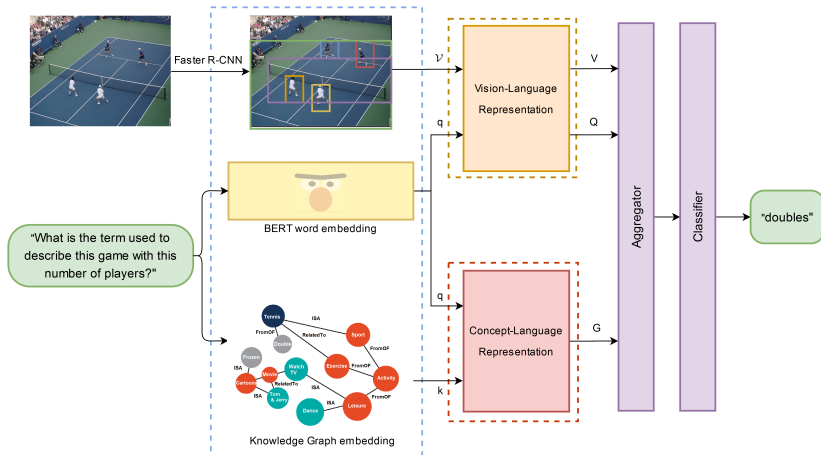 Faster R-CNN
𝒱
q
Vision-Language
Representation
V
Q
BERT word embedding
"What is the term used to
describe this game with this
number of players?"
Tennis
ISA
FromOF
RelatedTo
Sport
Double
FromOF
Frozen
ISA
Watch
TV
Exercise
FromOF
Activity
Movie
Cartoons
RelatedTo
ISA
ISA
Tom
& Jerry
FromOF
Leisure
Dance
ISA
Knowledge Graph embedding
q
k
Concept-Language
Representation
G
Aggregator
Classifier
"doubles"